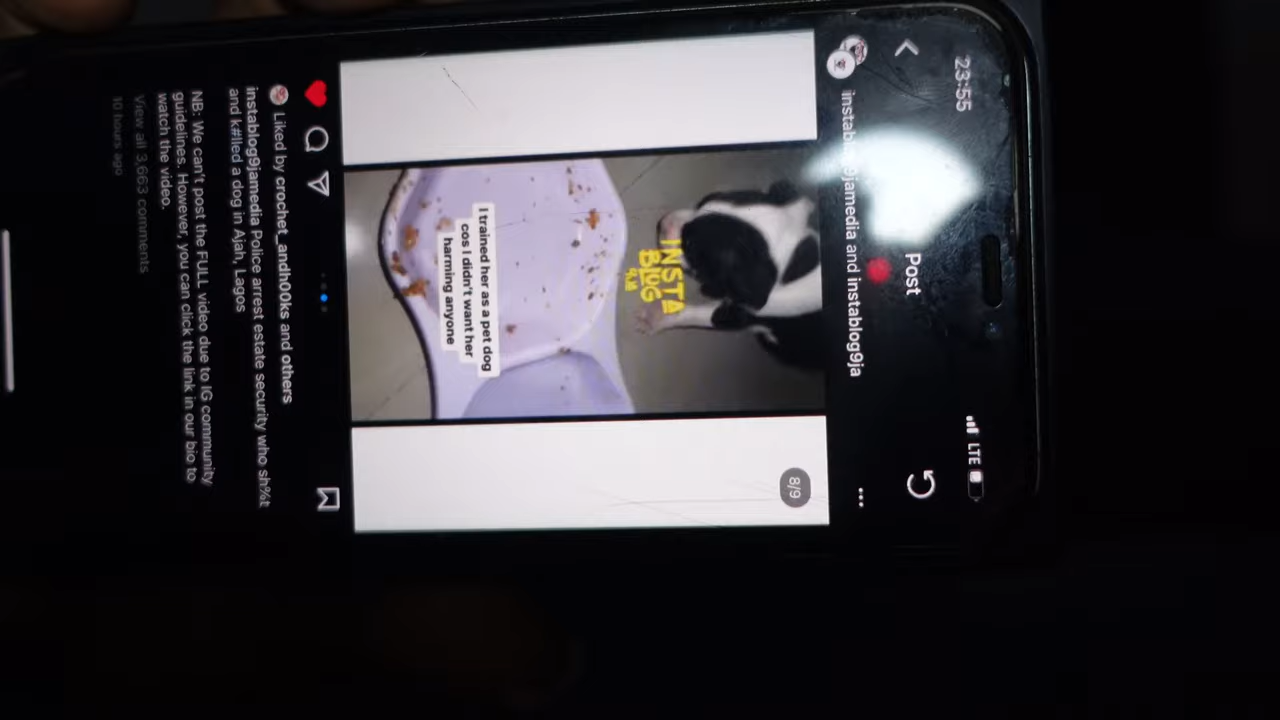 23:55
LTE
Post
instablog9jamedia and instablog9ja
8/9
INSTA
BLOG
9JA
I trained her as a pet dog
cos I didn't want her
harming anyone
Liked by crochet_andh00ks and others
instablog9jamedia Police arrest estate security who sh%t
and k#lled a dog in Ajah, Lagos
NB: We can't post the FULL video due to IG community
guidelines. However, you can click the link in our bio to
watch the video.
View all 3,663 comments
10 hours ago